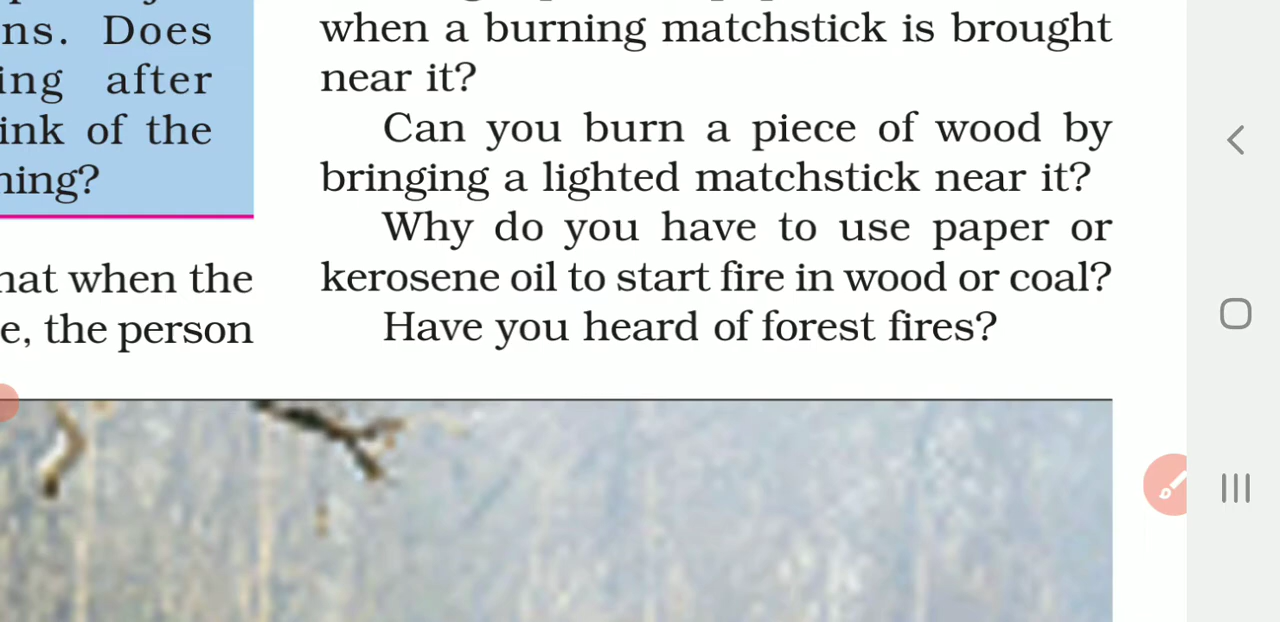 ns. Does
ing after
ink of the
ning?
hat when the
e, the person
when a burning matchstick is brought
near it?
Can you burn a piece of wood by
bringing a lighted matchstick near it?
Why do you have to use paper or
kerosene oil to start fire in wood or coal?
Have you heard of forest fires?